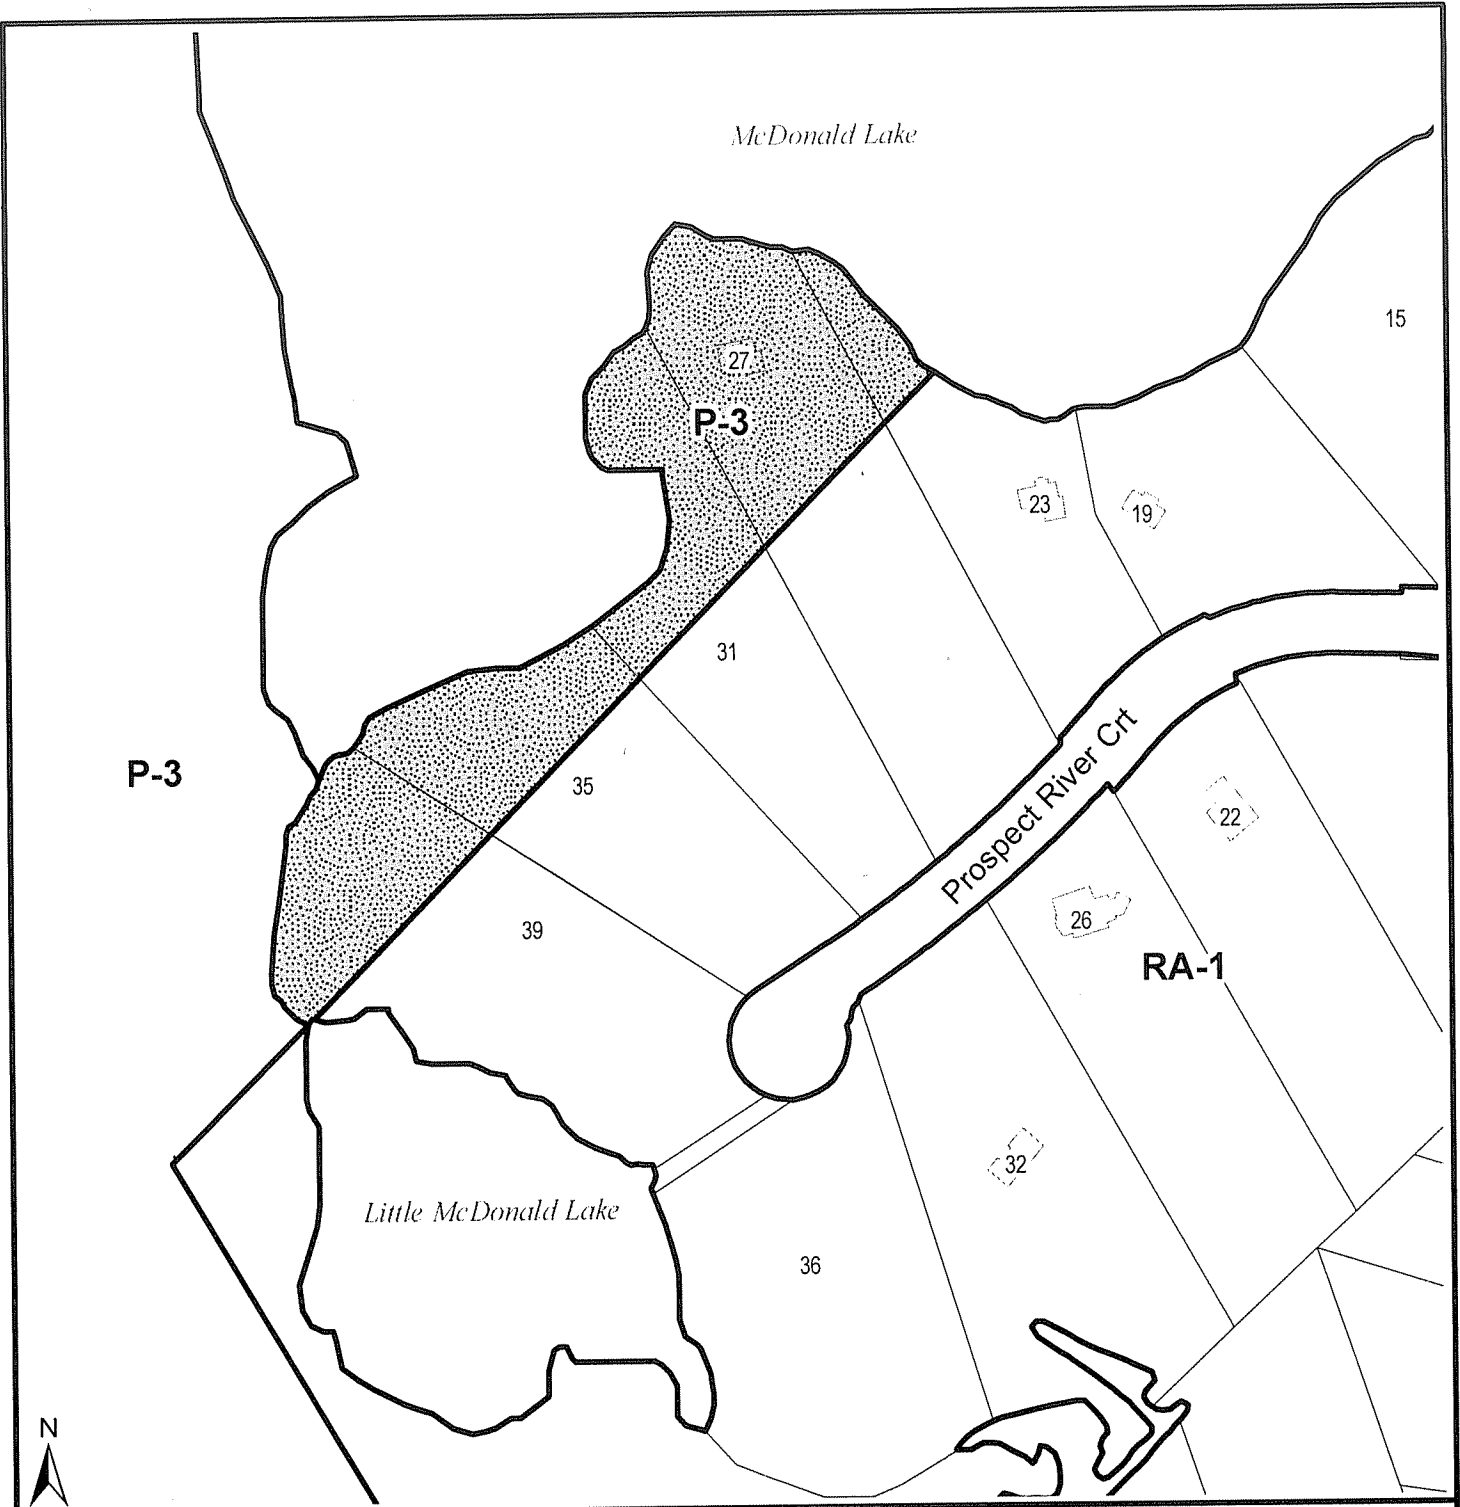 McDonald Lake
15
27
P-3
23
19
31
Prospect River Crt
P-3
35
22
26
39
RA-1
32
Little McDonald Lake
36
N